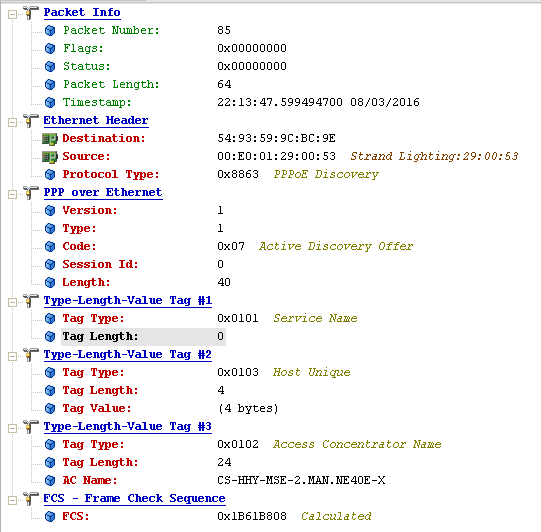 Packet Info
Packet Number: 85
Flags: 0x00000000
Status: 0x00000000
Packet Length: 64
Timestamp: 22:13:47.599494700 08/03/2016
Ethernet Header
Destination: 54:93:59:9C:BC:9E
Source: 00:E0:01:29:00:53 Strand Lighting:29:00:53
Protocol Type: 0x8863 PPPoE Discovery
PPP over Ethernet
Version: 1
Type: 1
Code: 0x07 Active Discovery Offer
Session Id: 0
Length: 40
Type-Length-Value Tag #1
Tag Type: 0x0101 Service Name
Tag Length: 0
Type-Length-Value Tag #2
Tag Type: 0x0103 Host Unique
Tag Length: 4
Tag Value: (4 bytes)
Type-Length-Value Tag #3
Tag Type: 0x0102 Access Concentrator Name
Tag Length: 24
AC Name: CS-HHY-MSE-2.MAN.NE40E-X
FCS - Frame Check Sequence
FCS: 0x1B61B808 Calculated